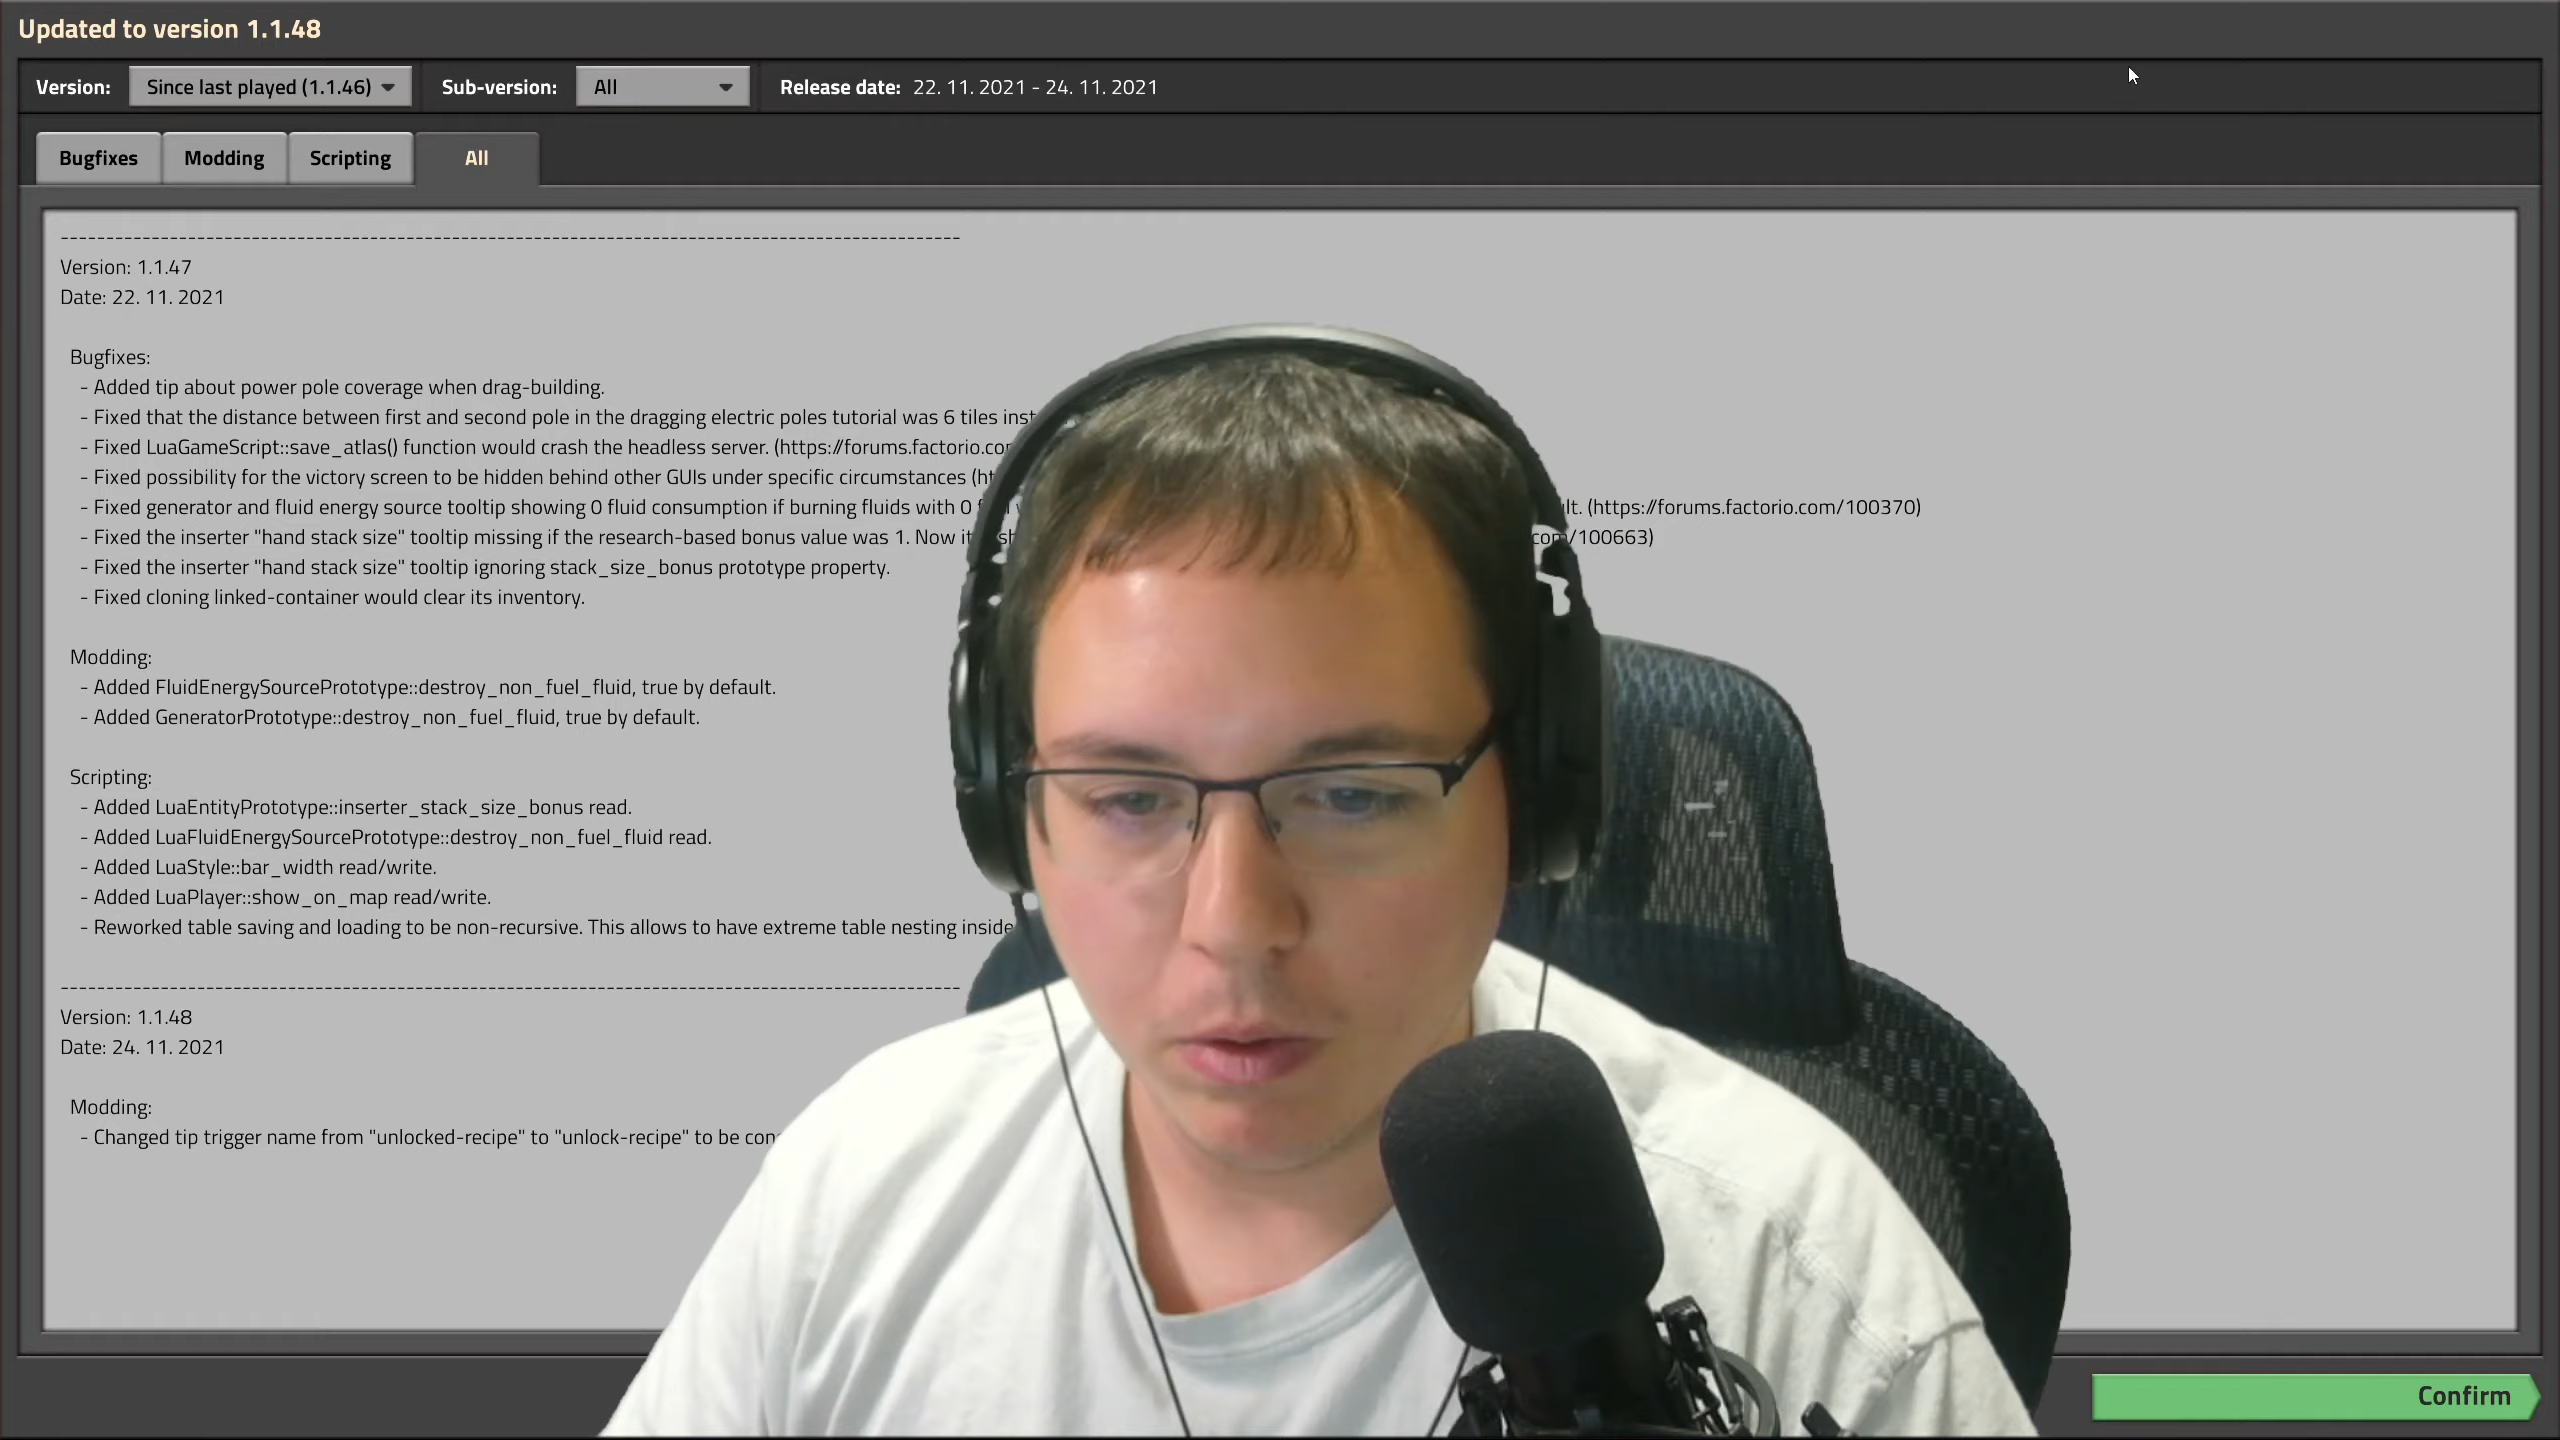 Updated to version 1.1.48
Version: Since last played (1.1.46) Sub-version: All Release date: 22. 11. 2021 - 24. 11. 2021
Bugfixes Modding Scripting All
----------------------------------------------------------------------------------------------------
Version: 1.1.47
Date: 22. 11. 2021
Bugfixes:
- Added tip about power pole coverage when drag-building.
- Fixed that the distance between first and second pole in the dragging electric poles tutorial was 6 tiles
- Fixed LuaGameScript::save_atlas() function would crash the headless server. (https://forums.factorio.co
- Fixed possibility for the victory screen to be hidden behind other GUIs under specific circumstances
- Fixed generator and fluid energy source tooltip showing 0 fluid consumption if burning fluids with 0 (https://forums.factorio.com/100370)
- Fixed the inserter "hand stack size" tooltip missing if the research-based bonus value was 1. Now it com/100663)
- Fixed the inserter "hand stack size" tooltip ignoring stack_size_bonus prototype property.
- Fixed cloning linked-container would clear its inventory.
Modding:
- Added FluidEnergySourcePrototype::destroy_non_fuel_fluid, true by default.
- Added GeneratorPrototype::destroy_non_fuel_fluid, true by default.
Scripting:
- Added LuaEntityPrototype::inserter_stack_size_bonus read.
- Added LuaFluidEnergySourcePrototype::destroy_non_fuel_fluid read.
- Added LuaStyle::bar_width read/write.
- Added LuaPlayer::show_on_map read/write.
- Reworked table saving and loading to be non-recursive. This allows to have extreme table nesting inside
----------------------------------------------------------------------------------------------------
Version: 1.1.48
Date: 24. 11. 2021
Modding:
- Changed tip trigger name from "unlocked-recipe" to "unlock-recipe" to be
Confirm